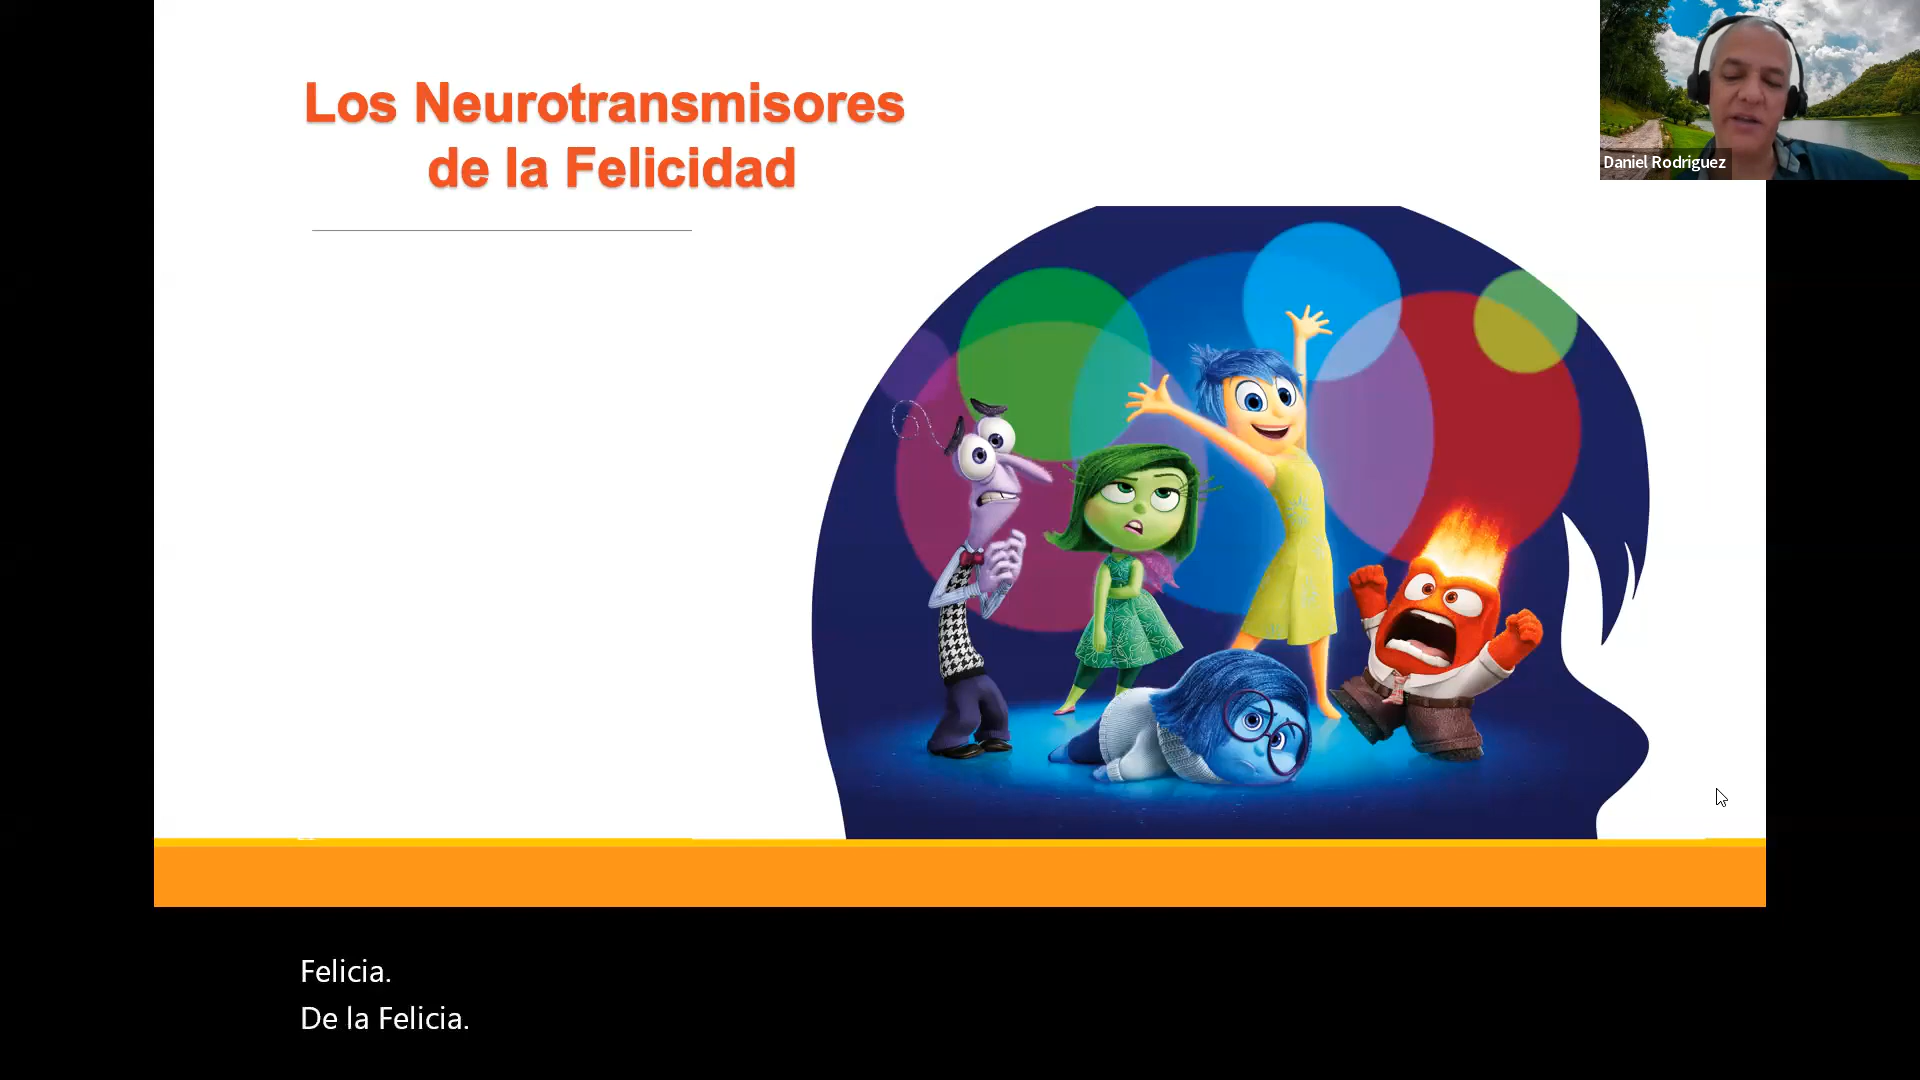 Los Neurotransmisores
de la Felicidad
Daniel Rodriguez
Felicia.
De la Felicia.